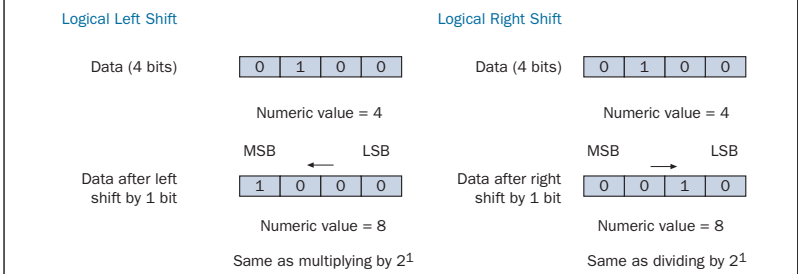 Logical Left Shift
Data (4 bits) 0 1 0 0
Numeric value = 4
MSB LSB
Data after left
shift by 1 bit
1 0 0 0
Numeric value = 8
Same as multiplying by 2¹
Logical Right Shift
Data (4 bits) 0 1 0 0
Numeric value = 4
MSB LSB
Data after right
shift by 1 bit
0 0 1 0
Numeric value = 8
Same as dividing by 2¹